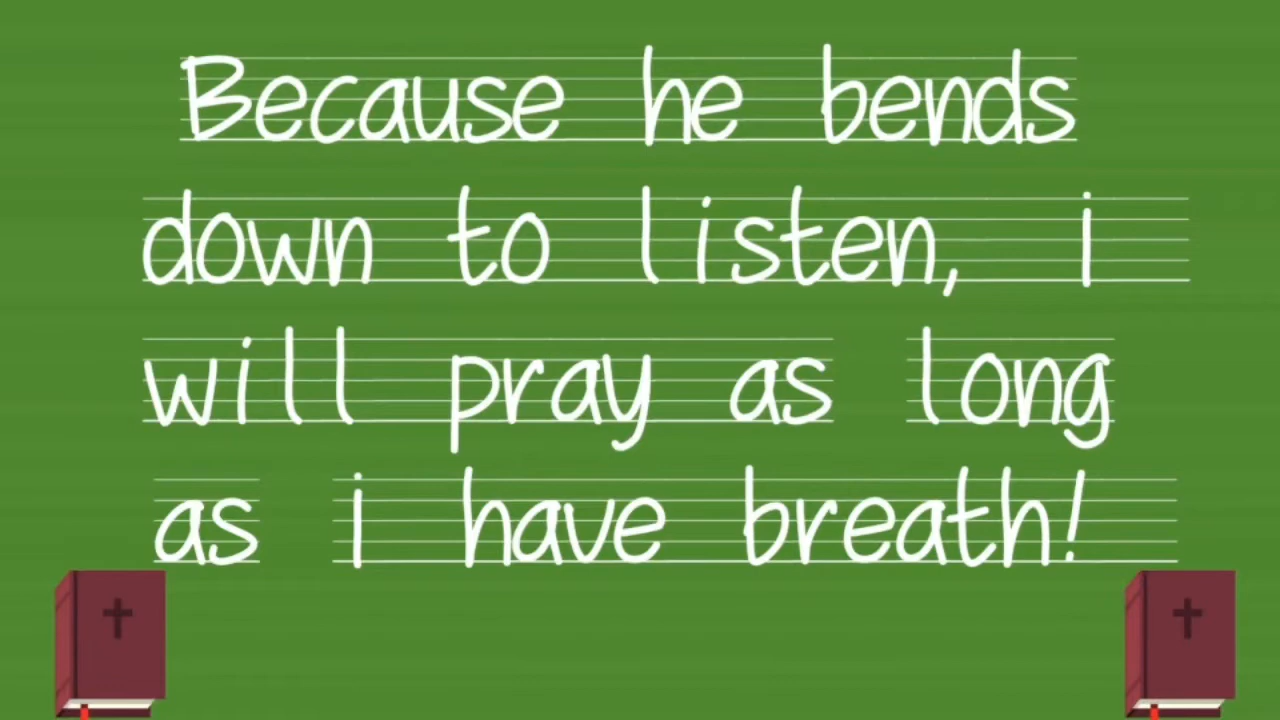 Because he bends
down to listen, i
will pray as long
as i have breath!